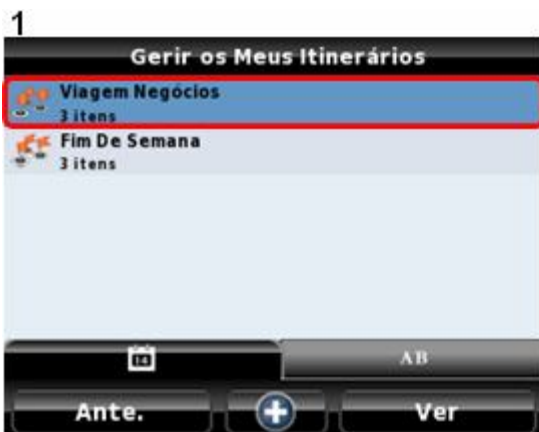 1
Gerir os Meus Itinerários
Viagem Negócios
3 itens
Fim De Semana
3 itens
14
AB
Ante.
Ver